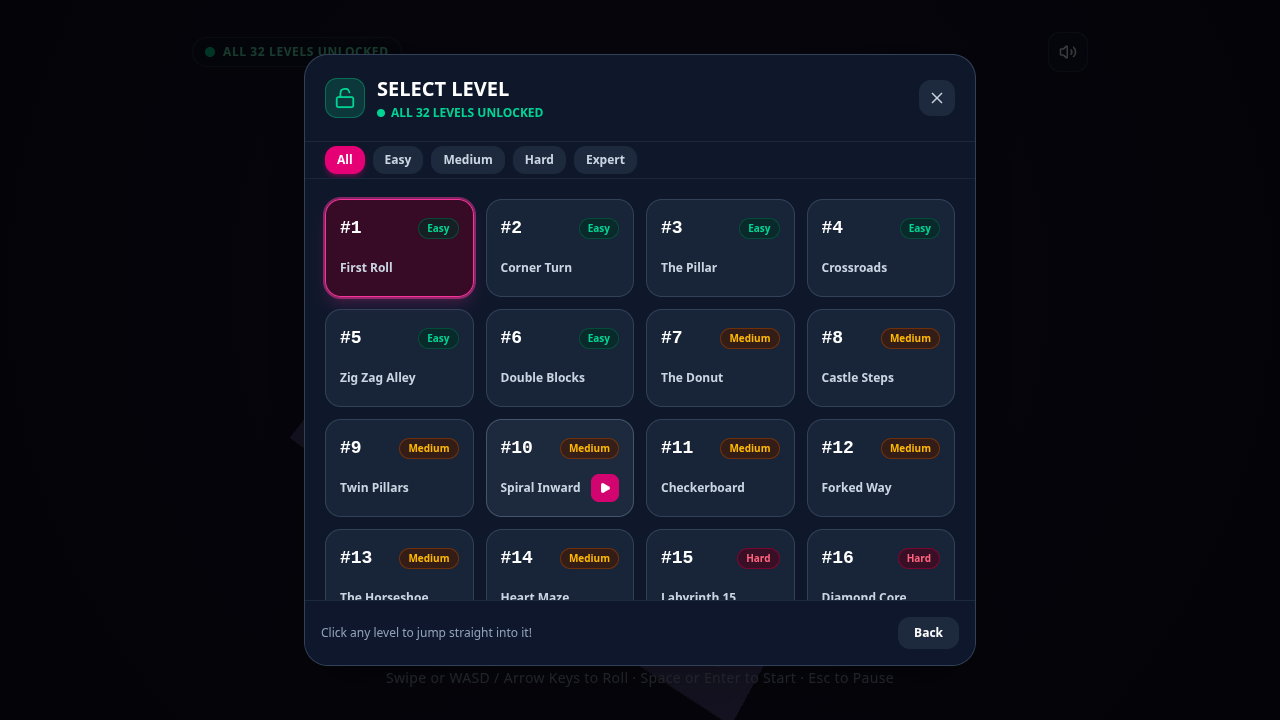 ALL 32 LEVELS UNLOCKED
SELECT LEVEL
ALL 32 LEVELS UNLOCKED
All Easy Medium Hard Expert
#1 Easy #2 Easy #3 Easy #4 Easy
First Roll Corner Turn The Pillar Crossroads
#5 Easy #6 Easy #7 Medium #8 Medium
Zig Zag Alley Double Blocks The Donut Castle Steps
#9 Medium #10 Medium #11 Medium #12 Medium
Twin Pillars Spiral Inward Checkerboard Forked Way
#13 Medium #14 Medium #15 Hard #16 Hard
The Horseshoe Heart Maze Labyrinth 15 Diamond Core
Click any level to jump straight into it! Back
Swipe or WASD / Arrow Keys to Roll · Space or Enter to Start · Esc to Pause